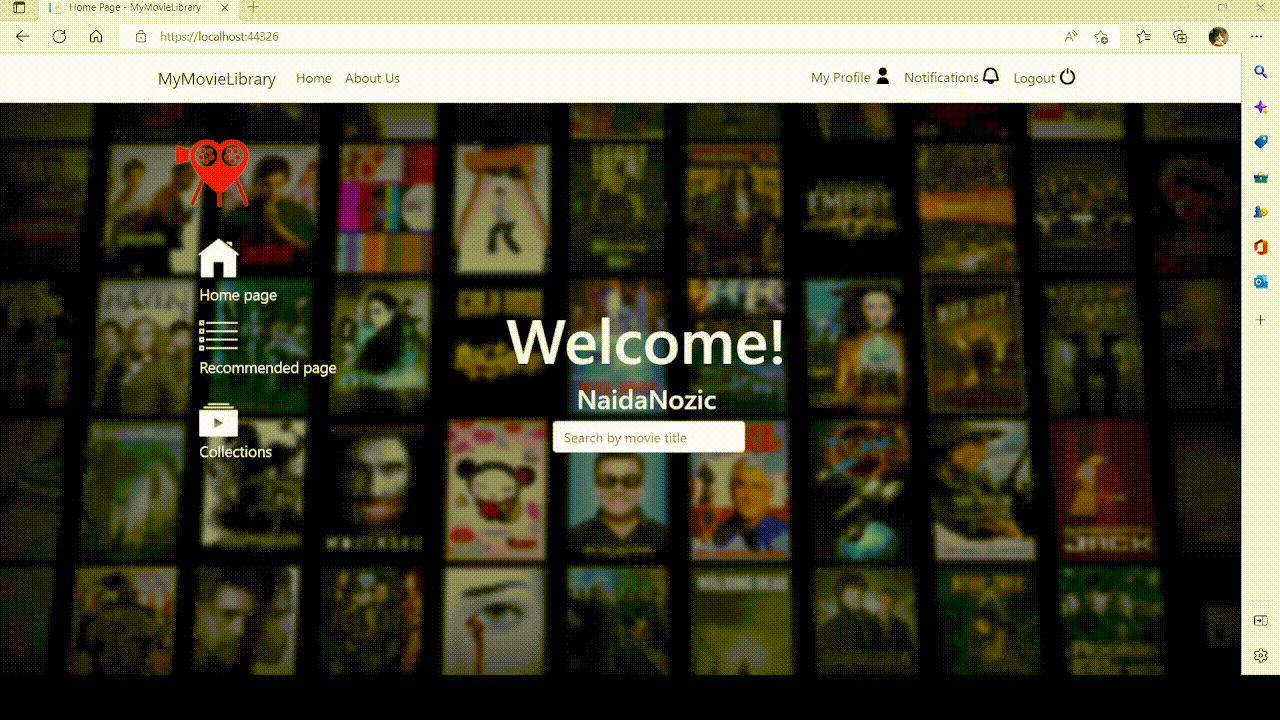 Home Page - MyMovieLibrary
https://localhost:44326
MyMovieLibrary Home About Us My Profile Notifications Logout
EMPIRE
Home page
Recommended page
Welcome!
NaidaNozic
Search by movie title
Collections
JACK